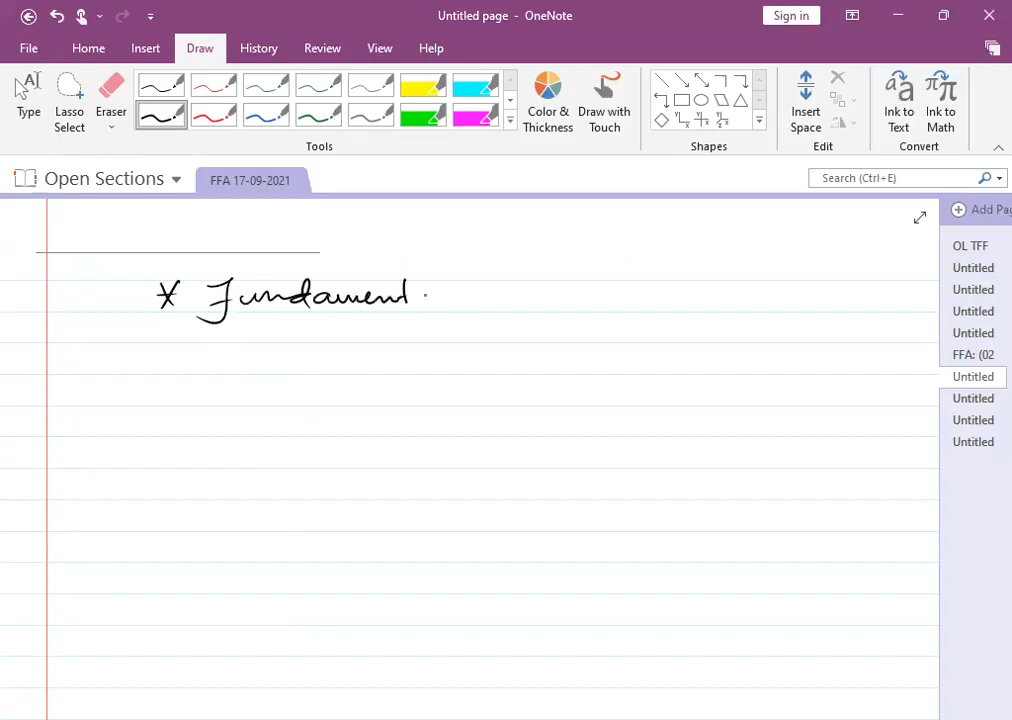 Untitled page - OneNote
Sign in
File Home Insert Draw History Review View Help
Type
Lasso Select
Eraser
Color & Thickness
Draw with Touch
Insert Space
Ink to Text
Ink to Math
Tools Shapes Edit Convert
Open Sections
FFA 17-09-2021
Search (Ctrl+E)
Add Pag
OL TFF
Untitled
Untitled
Untitled
Untitled
FFA: (02
Untitled
Untitled
Untitled
Untitled
* Fundament